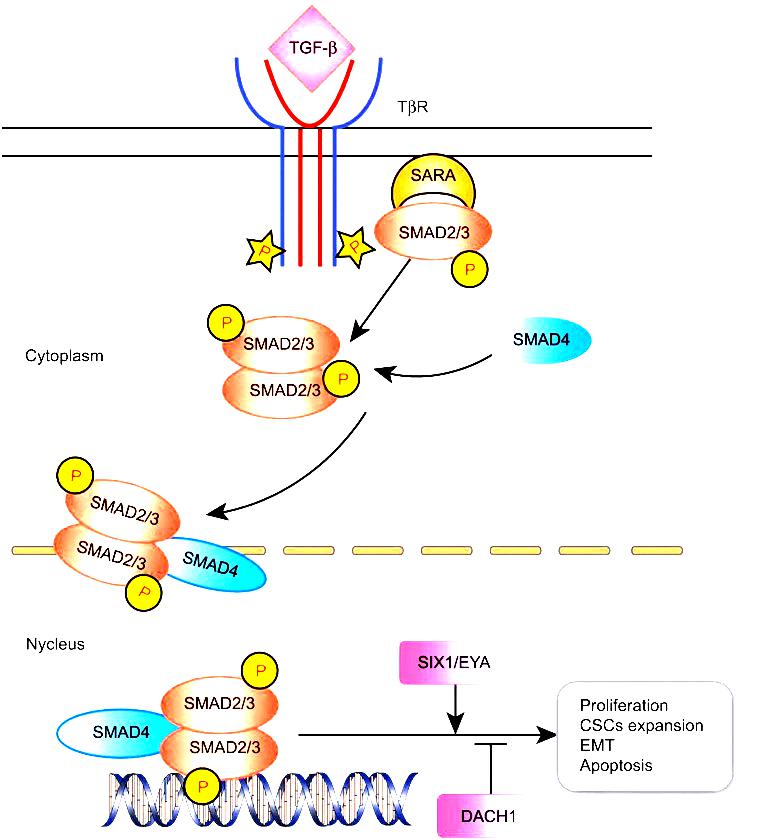 TGF-β
TβR
SARA
SMAD2/3
P
P
P
P
SMAD2/3
SMAD4
Cytoplasm
SMAD2/3
P
P
SMAD2/3
SMAD2/3
SMAD4
P
Nycleus
P
SIX1/EYA
SMAD2/3
SMAD4
SMAD2/3
P
Proliferation
CSCs expansion
EMT
Apoptosis
DACH1